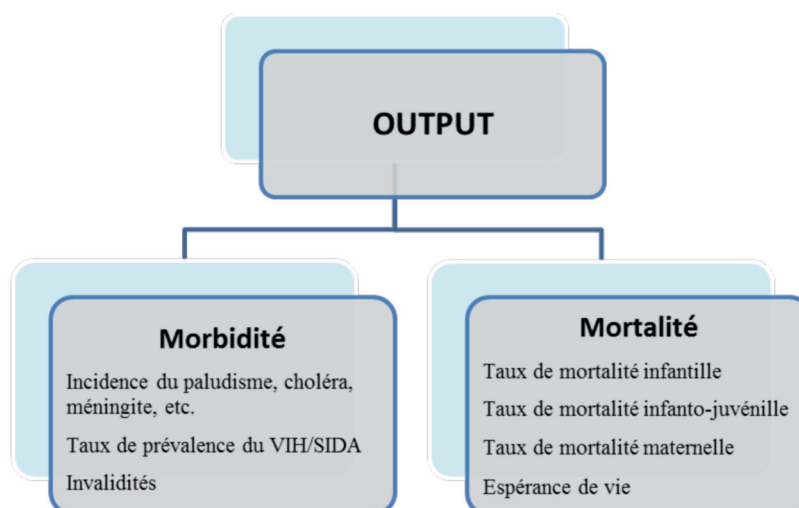 OUTPUT
Morbidité
Incidence du paludisme, choléra,
méningite, etc.
Taux de prévalence du VIH/SIDA
Invalidités
Mortalité
Taux de mortalité infantille
Taux de mortalité infanto-juvénille
Taux de mortalité maternelle
Espérance de vie